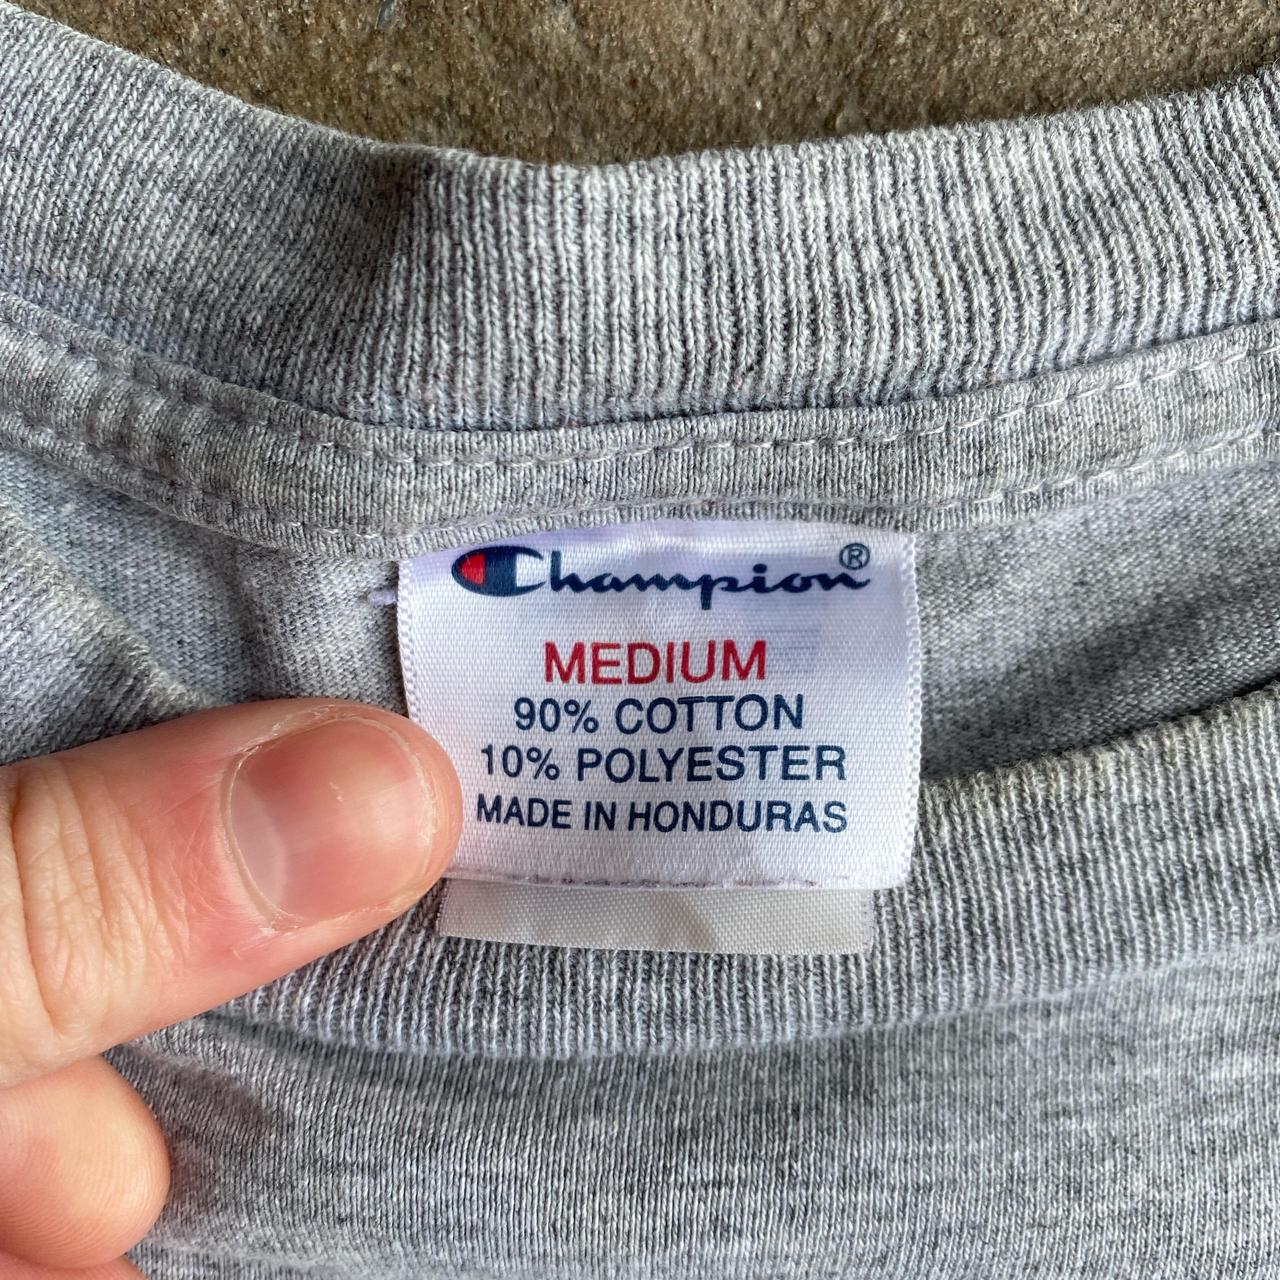 Champion®
MEDIUM
90% COTTON
10% POLYESTER
MADE IN HONDURAS